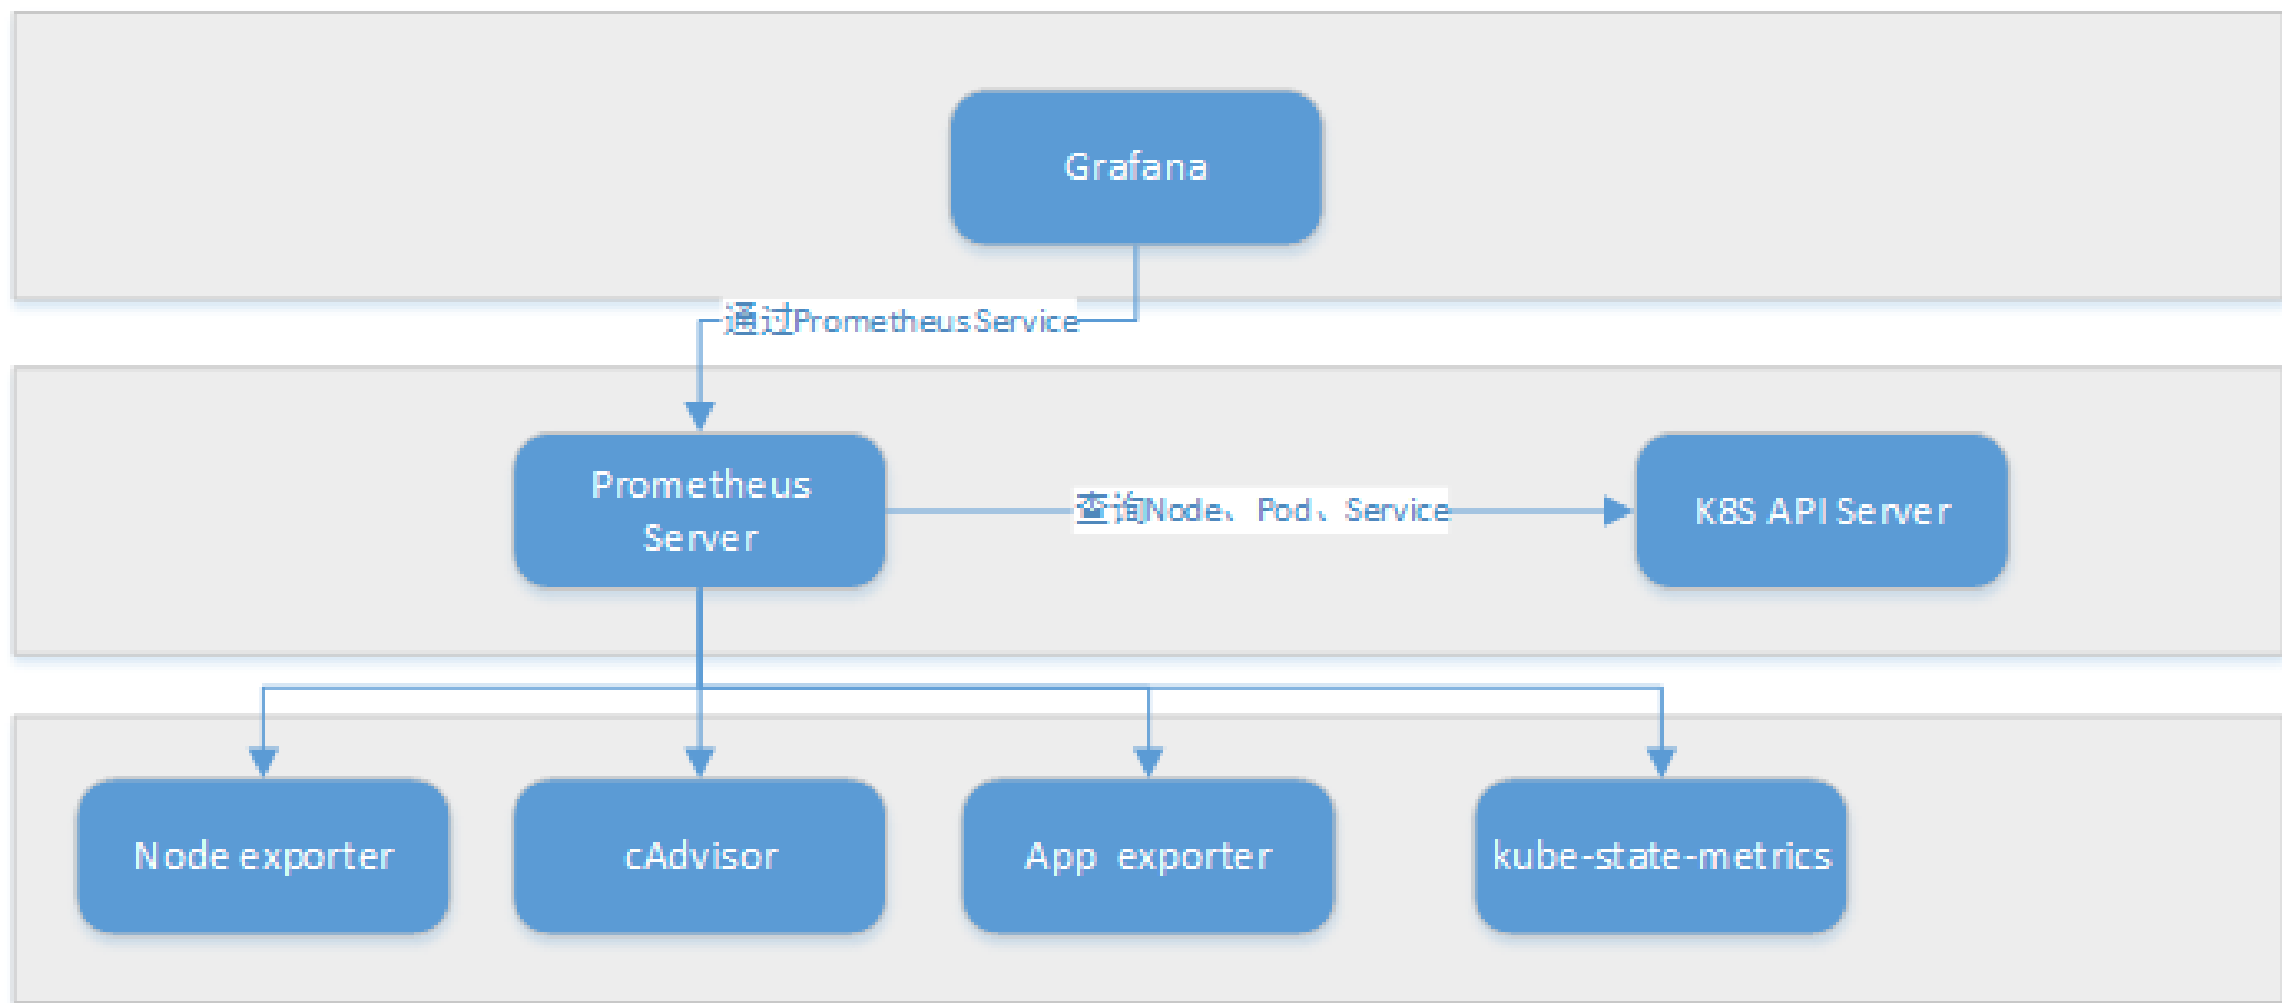 Grafana
通过PrometheusService
Prometheus
Server
查询Node、Pod、Service
K8S API Server
Node exporter
cAdvisor
App exporter
kube-state-metrics